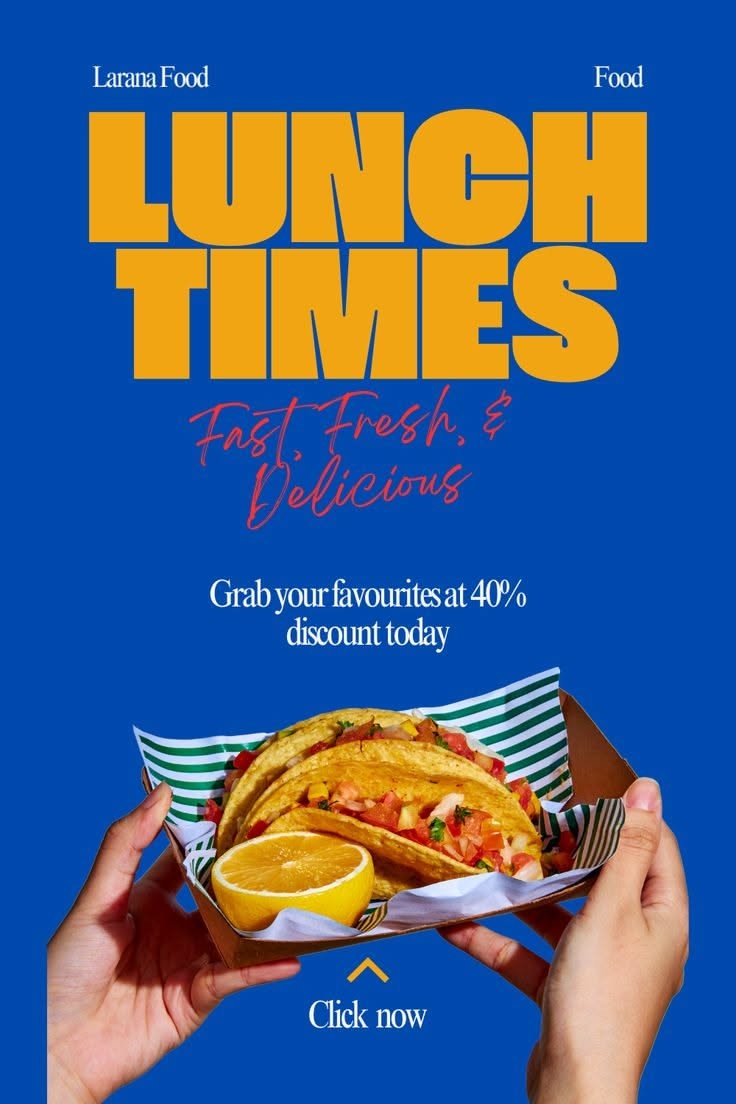 Larana Food
Food
LUNCH
TIMES
Fast, Fresh, &
Delicious
Grab your favourites at 40%
discount today
Click now